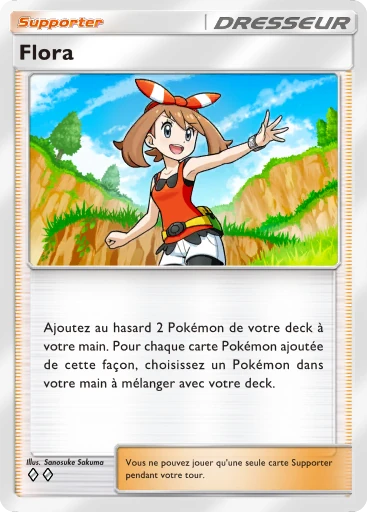 Supporter
DRESSEUR
Flora
Ajoutez au hasard 2 Pokémon de votre deck à
votre main. Pour chaque carte Pokémon ajoutée
de cette façon, choisissez un Pokémon dans
votre main à mélanger avec votre deck.
Illus. Sanosuke Sakuma
Vous ne pouvez jouer qu'une seule carte Supporter
pendant votre tour.